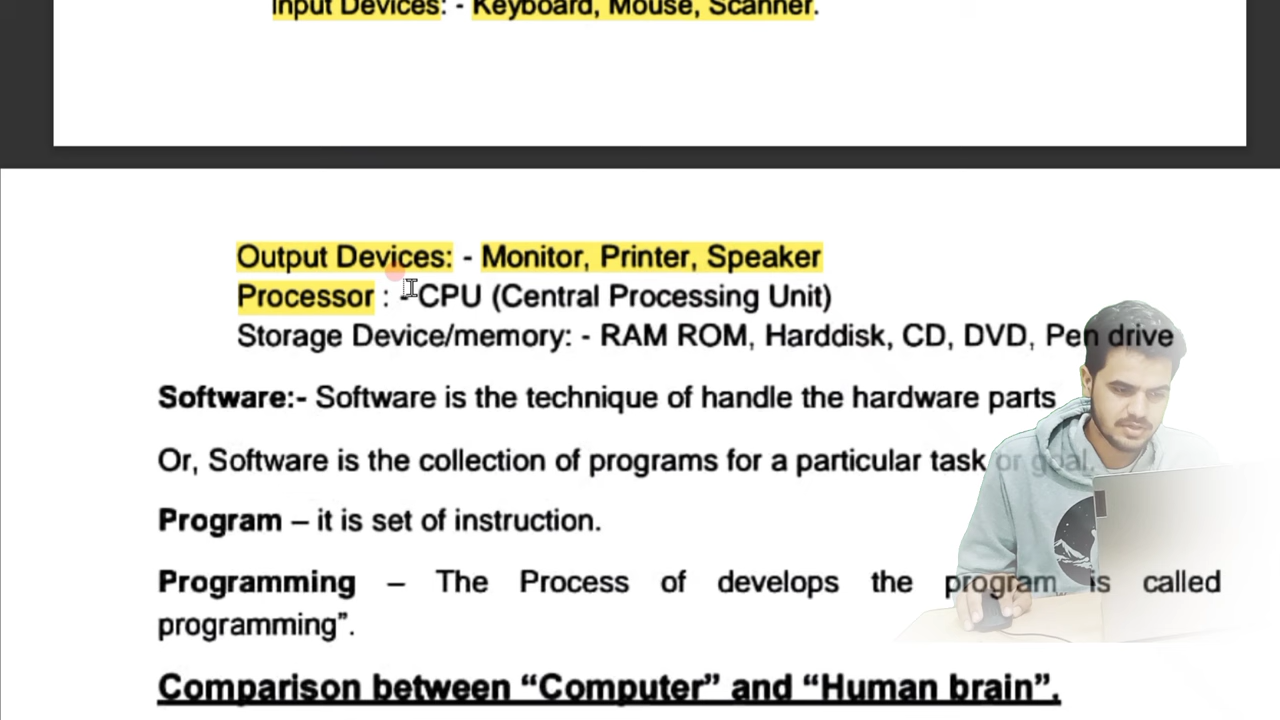 Input Devices: - Keyboard, Mouse, Scanner.
Output Devices: - Monitor, Printer, Speaker
Processor : - CPU (Central Processing Unit)
Storage Device/memory: - RAM ROM, Harddisk, CD, DVD, Pen drive
Software:- Software is the technique of handle the hardware parts
Or, Software is the collection of programs for a particular task or goal.
Program – it is set of instruction.
Programming – The Process of develops the program is called
programming”.
Comparison between “Computer” and “Human brain”.